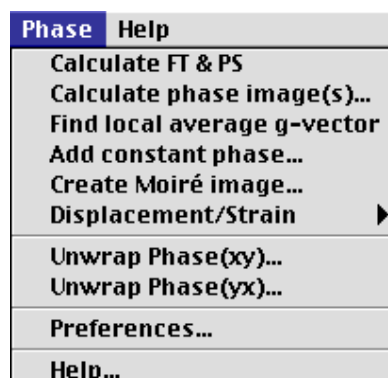 Phase Help
Calculate FT & PS
Calculate phase image(s)...
Find local average g-vector
Add constant phase...
Create Moiré image...
Displacement/Strain
Unwrap Phase(xy)...
Unwrap Phase(yx)...
Preferences...
Help...